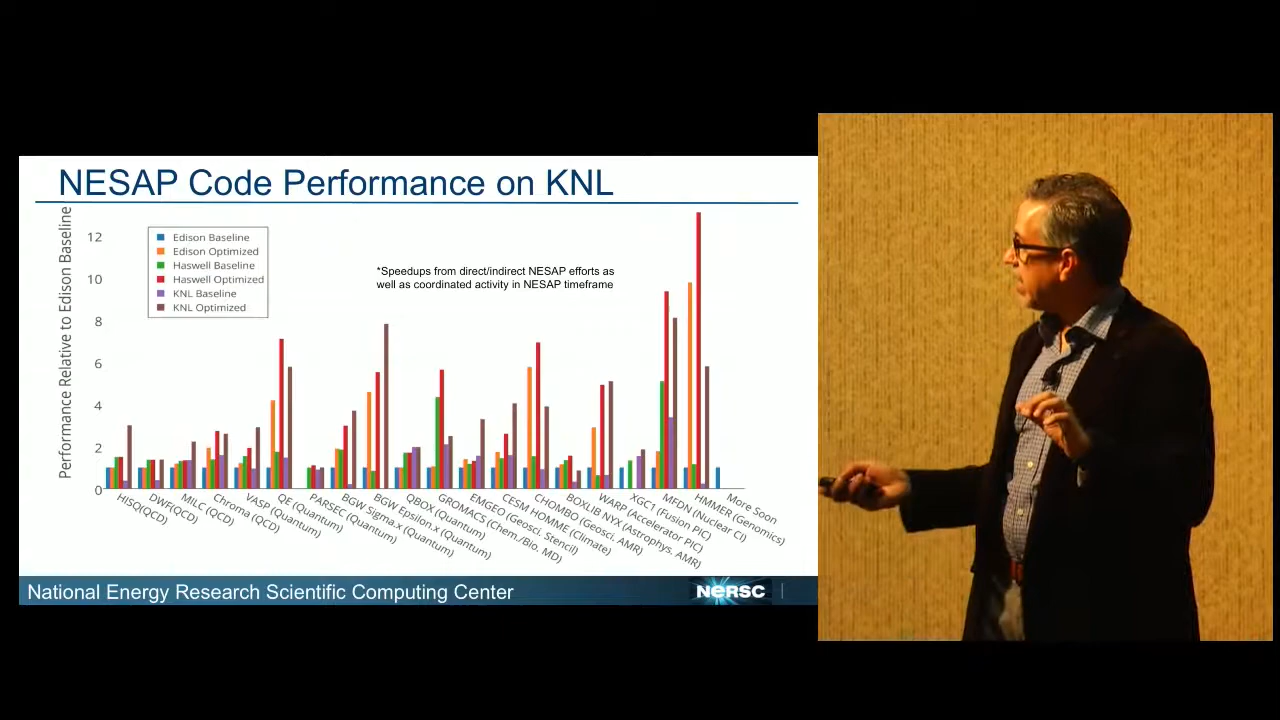 NESAP Code Performance on KNL
Performance Relative to Edison Baseline
12
10
8
6
4
2
0
Edison Baseline
Edison Optimized
Haswell Baseline
Haswell Optimized
KNL Baseline
KNL Optimized
*Speedups from direct/indirect NESAP efforts as
well as coordinated activity in NESAP timeframe
HISQ(QCD)
DWF(QCD)
MILC (QCD)
Chroma (QCD)
VASP (Quantum)
QE (Quantum)
PARSEC (Quantum)
BGW Sigma.x (Quantum)
BGW Epsilon.x (Quantum)
QBOX (Quantum)
GROMACS (Chem./Bio. MD)
EMGEO (Geosci. Stencil)
CESM HOMME (Climate)
CHOMBO (Geosci. AMR)
BOXLIB NYX (Astrophys. AMR)
WARP (Accelerator PIC)
XGC1 (Fusion PIC)
MFDN (Nuclear CI)
HMMER (Genomics)
More Soon
National Energy Research Scientific Computing Center
NERSC